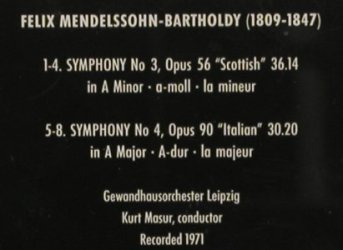 FELIX MENDELSSOHN-BARTHOLDY (1809-1847)
1-4. SYMPHONY No 3, Opus 56 "Scottish" 36.14
in A Minor · a-moll · la mineur
5-8. SYMPHONY No 4, Opus 90 "Italian" 30.20
in A Major · A-dur · la majeur
Gewandhausorchester Leipzig
Kurt Masur, conductor
Recorded 1971